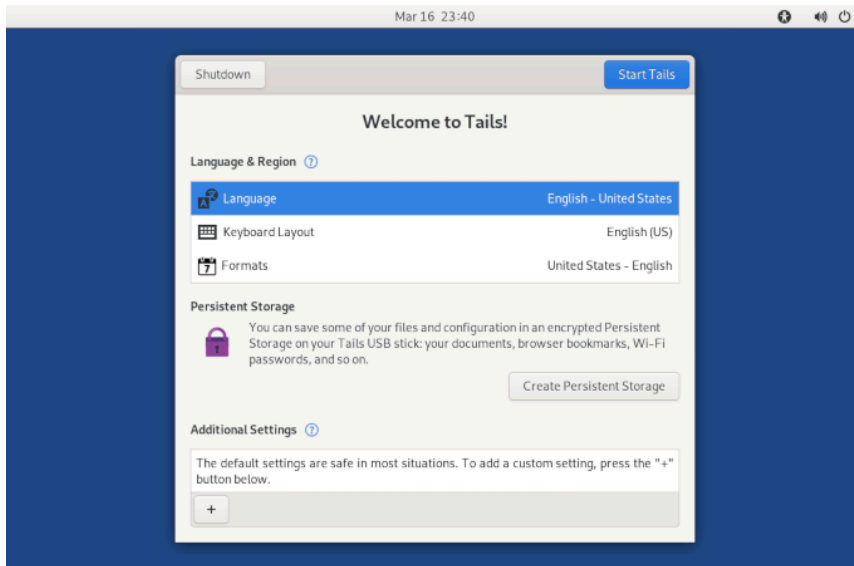 Mar 16 23:40
Shutdown
Start Tails
Welcome to Tails!
Language & Region ?
A Language English - United States
Keyboard Layout English (US)
7 Formats United States - English
Persistent Storage
You can save some of your files and configuration in an encrypted Persistent
Storage on your Tails USB stick: your documents, browser bookmarks, Wi-Fi
passwords, and so on.
Create Persistent Storage
Additional Settings ?
The default settings are safe in most situations. To add a custom setting, press the "+"
button below.
+